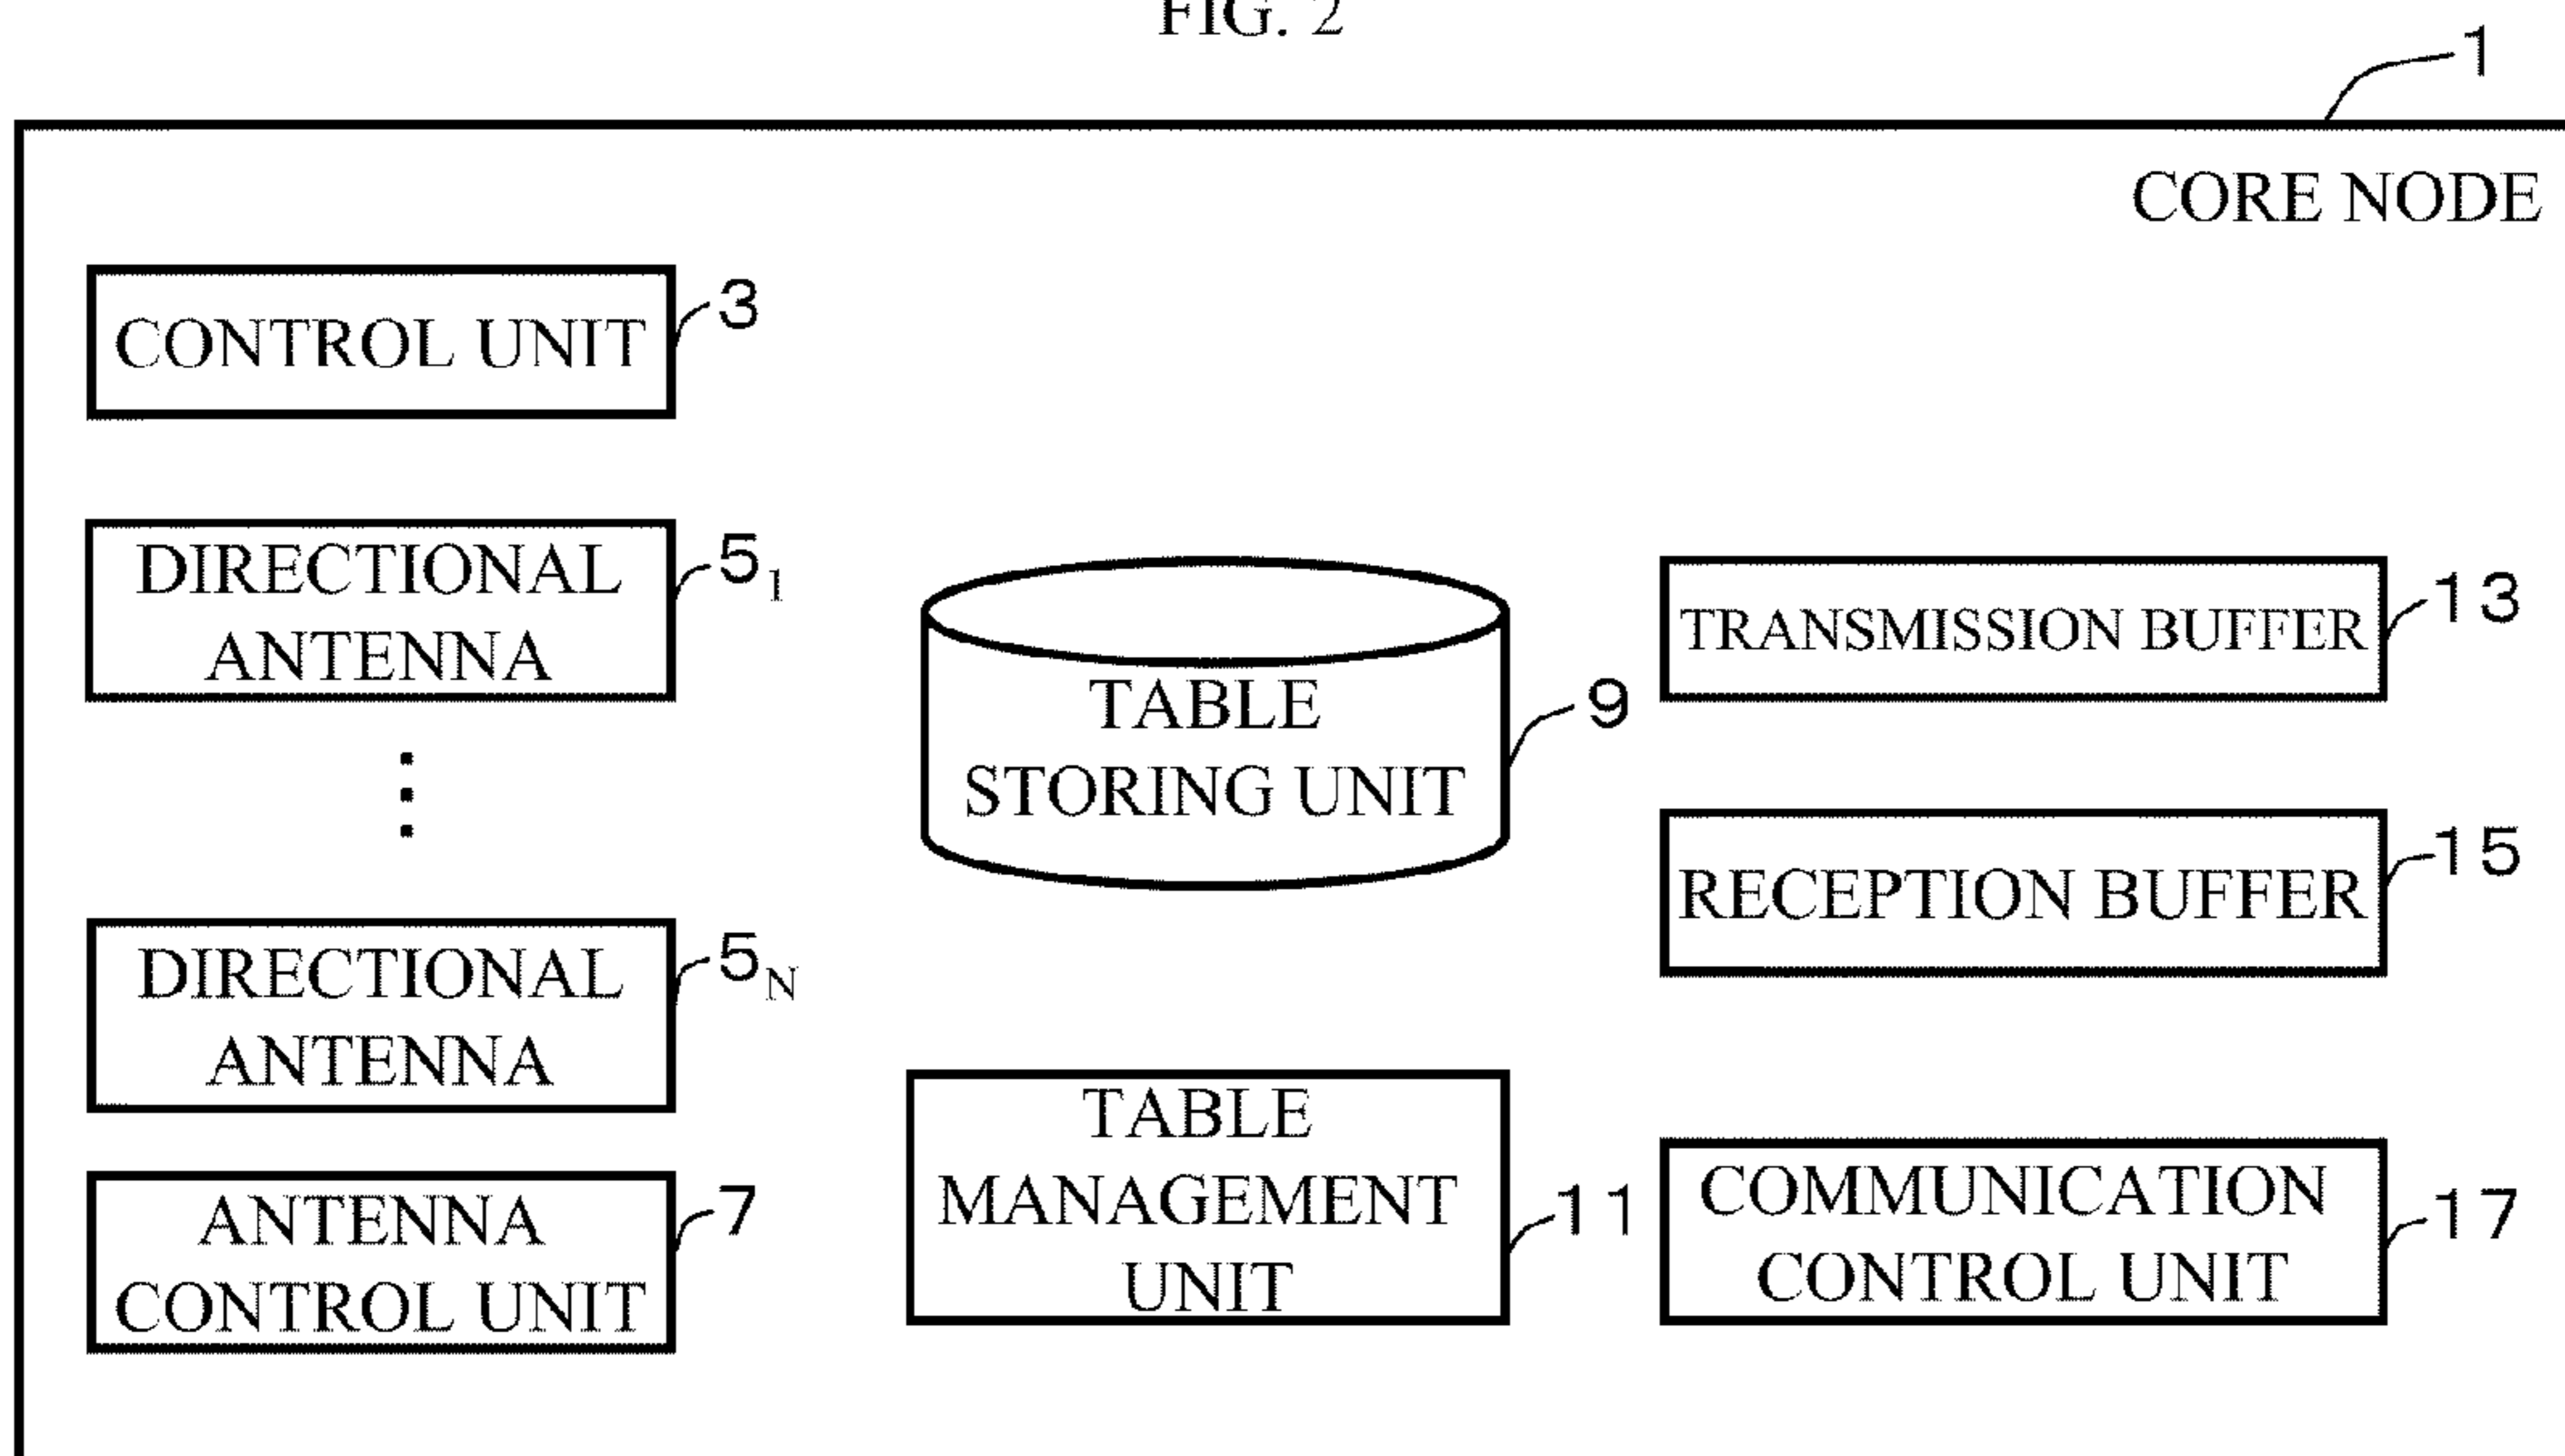 FIG. 2
1
CORE NODE
CONTROL UNIT
3
DIRECTIONAL
ANTENNA
5₁
DIRECTIONAL
ANTENNA
5_N
ANTENNA
CONTROL UNIT
7
TABLE
STORING UNIT
9
TABLE
MANAGEMENT
UNIT
11
TRANSMISSION BUFFER
13
RECEPTION BUFFER
15
COMMUNICATION
CONTROL UNIT
17